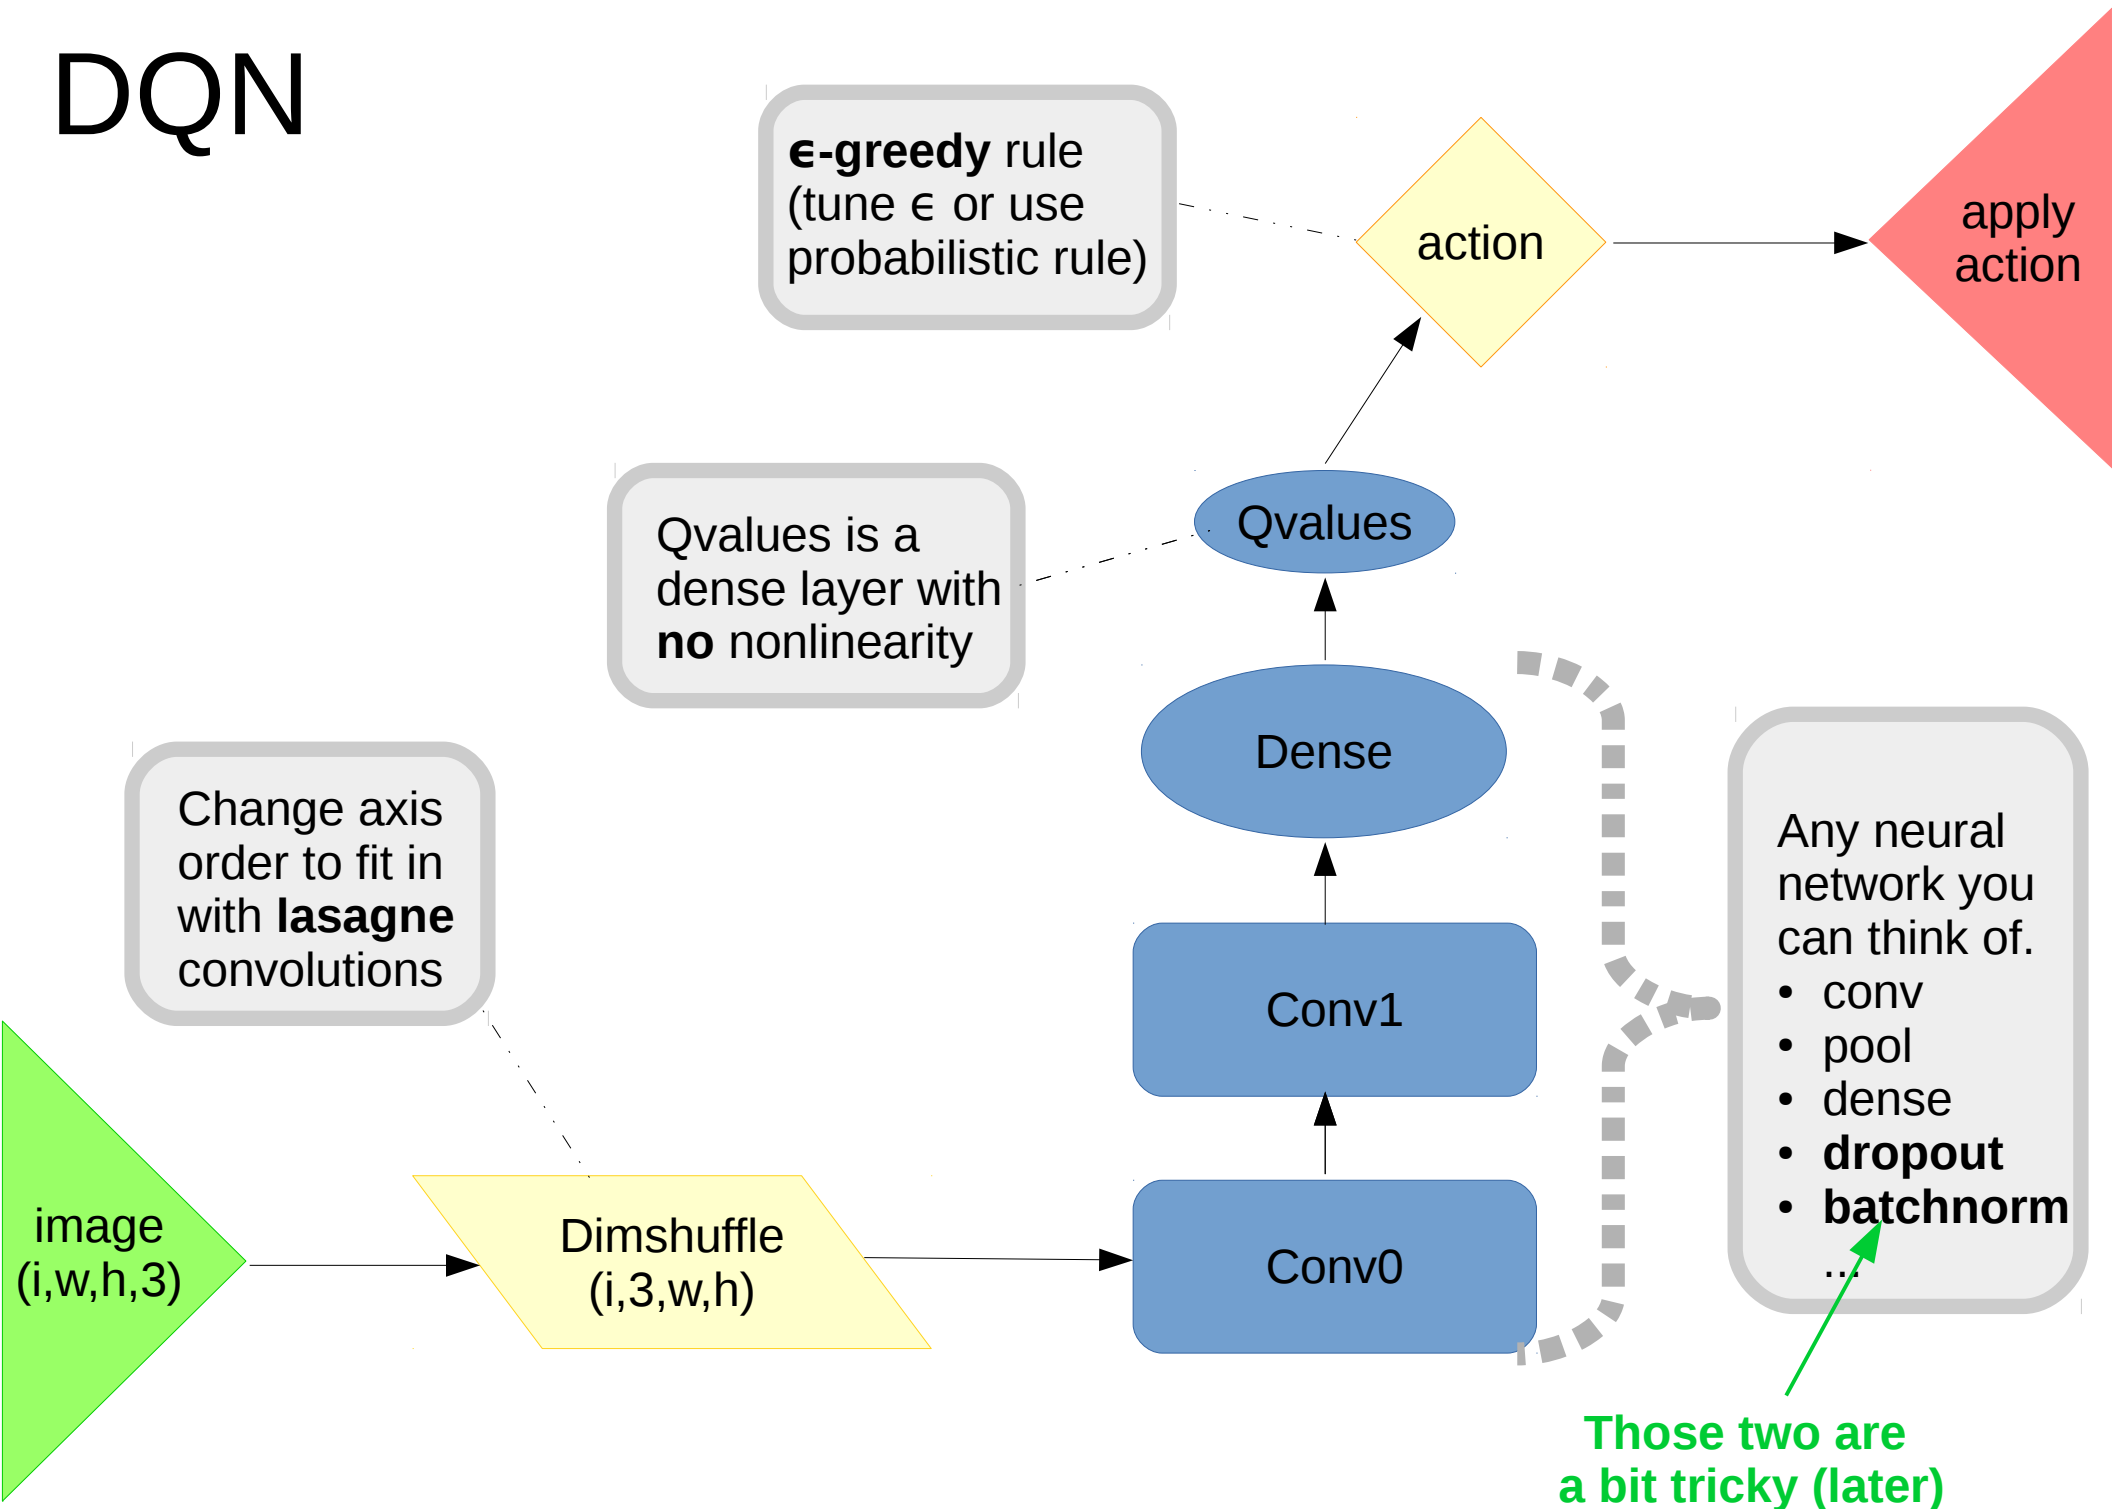 DQN
ϵ-greedy rule
(tune ϵ or use
probabilistic rule)
action
apply
action
Qvalues is a
dense layer with
no nonlinearity
Qvalues
Dense
Change axis
order to fit in
with lasagne
convolutions
Conv1
Any neural
network you
can think of.
• conv
• pool
• dense
• dropout
• batchnorm
...
image
(i,w,h,3)
Dimshuffle
(i,3,w,h)
Conv0
Those two are
a bit tricky (later)